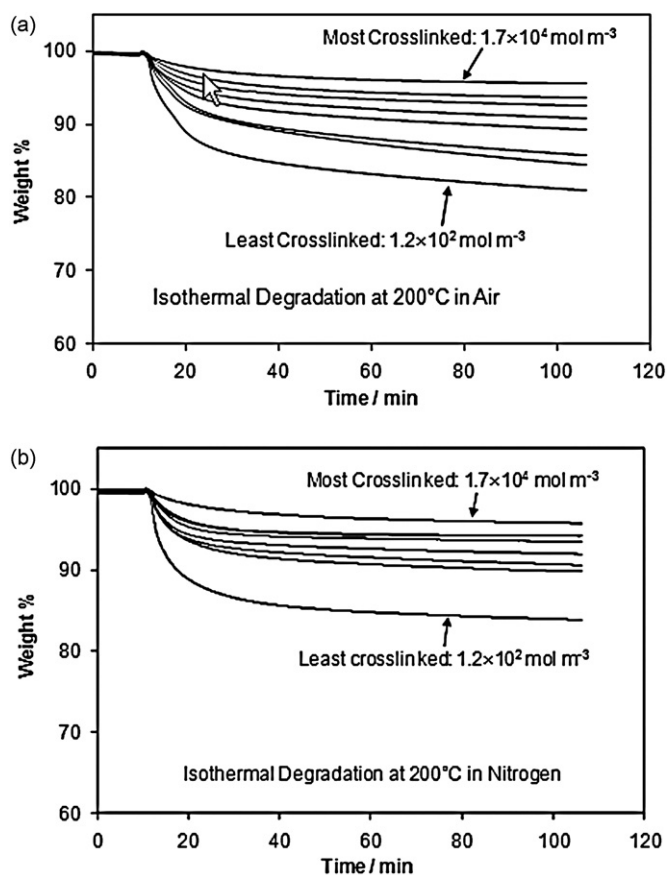 (a)
100
90
80
70
60
Weight %
Most Crosslinked: 1.7×10⁴ mol m⁻³
Least Crosslinked: 1.2×10² mol m⁻³
Isothermal Degradation at 200°C in Air
0 20 40 60 80 100 120
Time / min
(b)
100
90
80
70
60
Weight %
Most Crosslinked: 1.7×10⁴ mol m⁻³
Least crosslinked: 1.2×10² mol m⁻³
Isothermal Degradation at 200°C in Nitrogen
0 20 40 60 80 100 120
Time / min